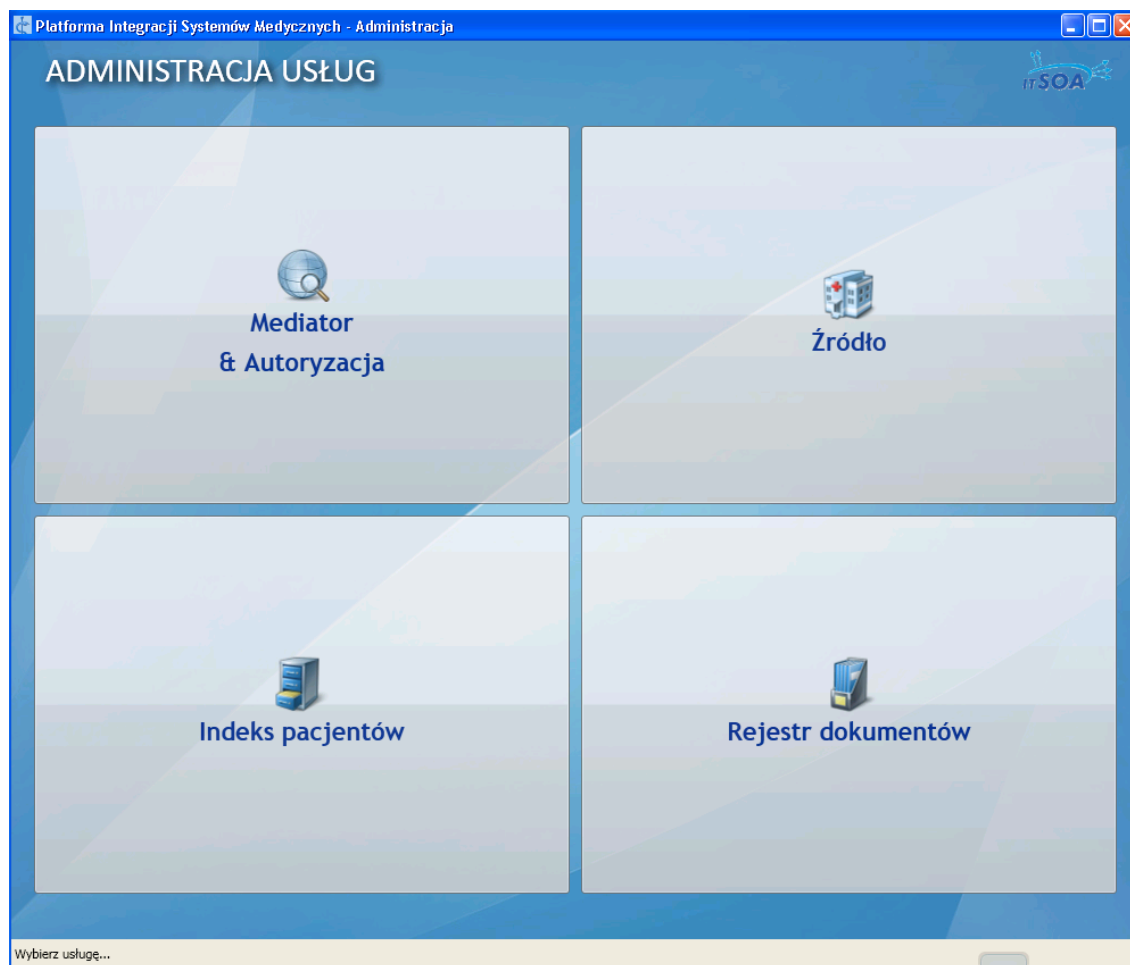 Platforma Integracji Systemów Medycznych - Administracja
ADMINISTRACJA USŁUG
ITSOA
Mediator
& Autoryzacja
Źródło
Indeks pacjentów
Rejestr dokumentów
Wybierz usługę...